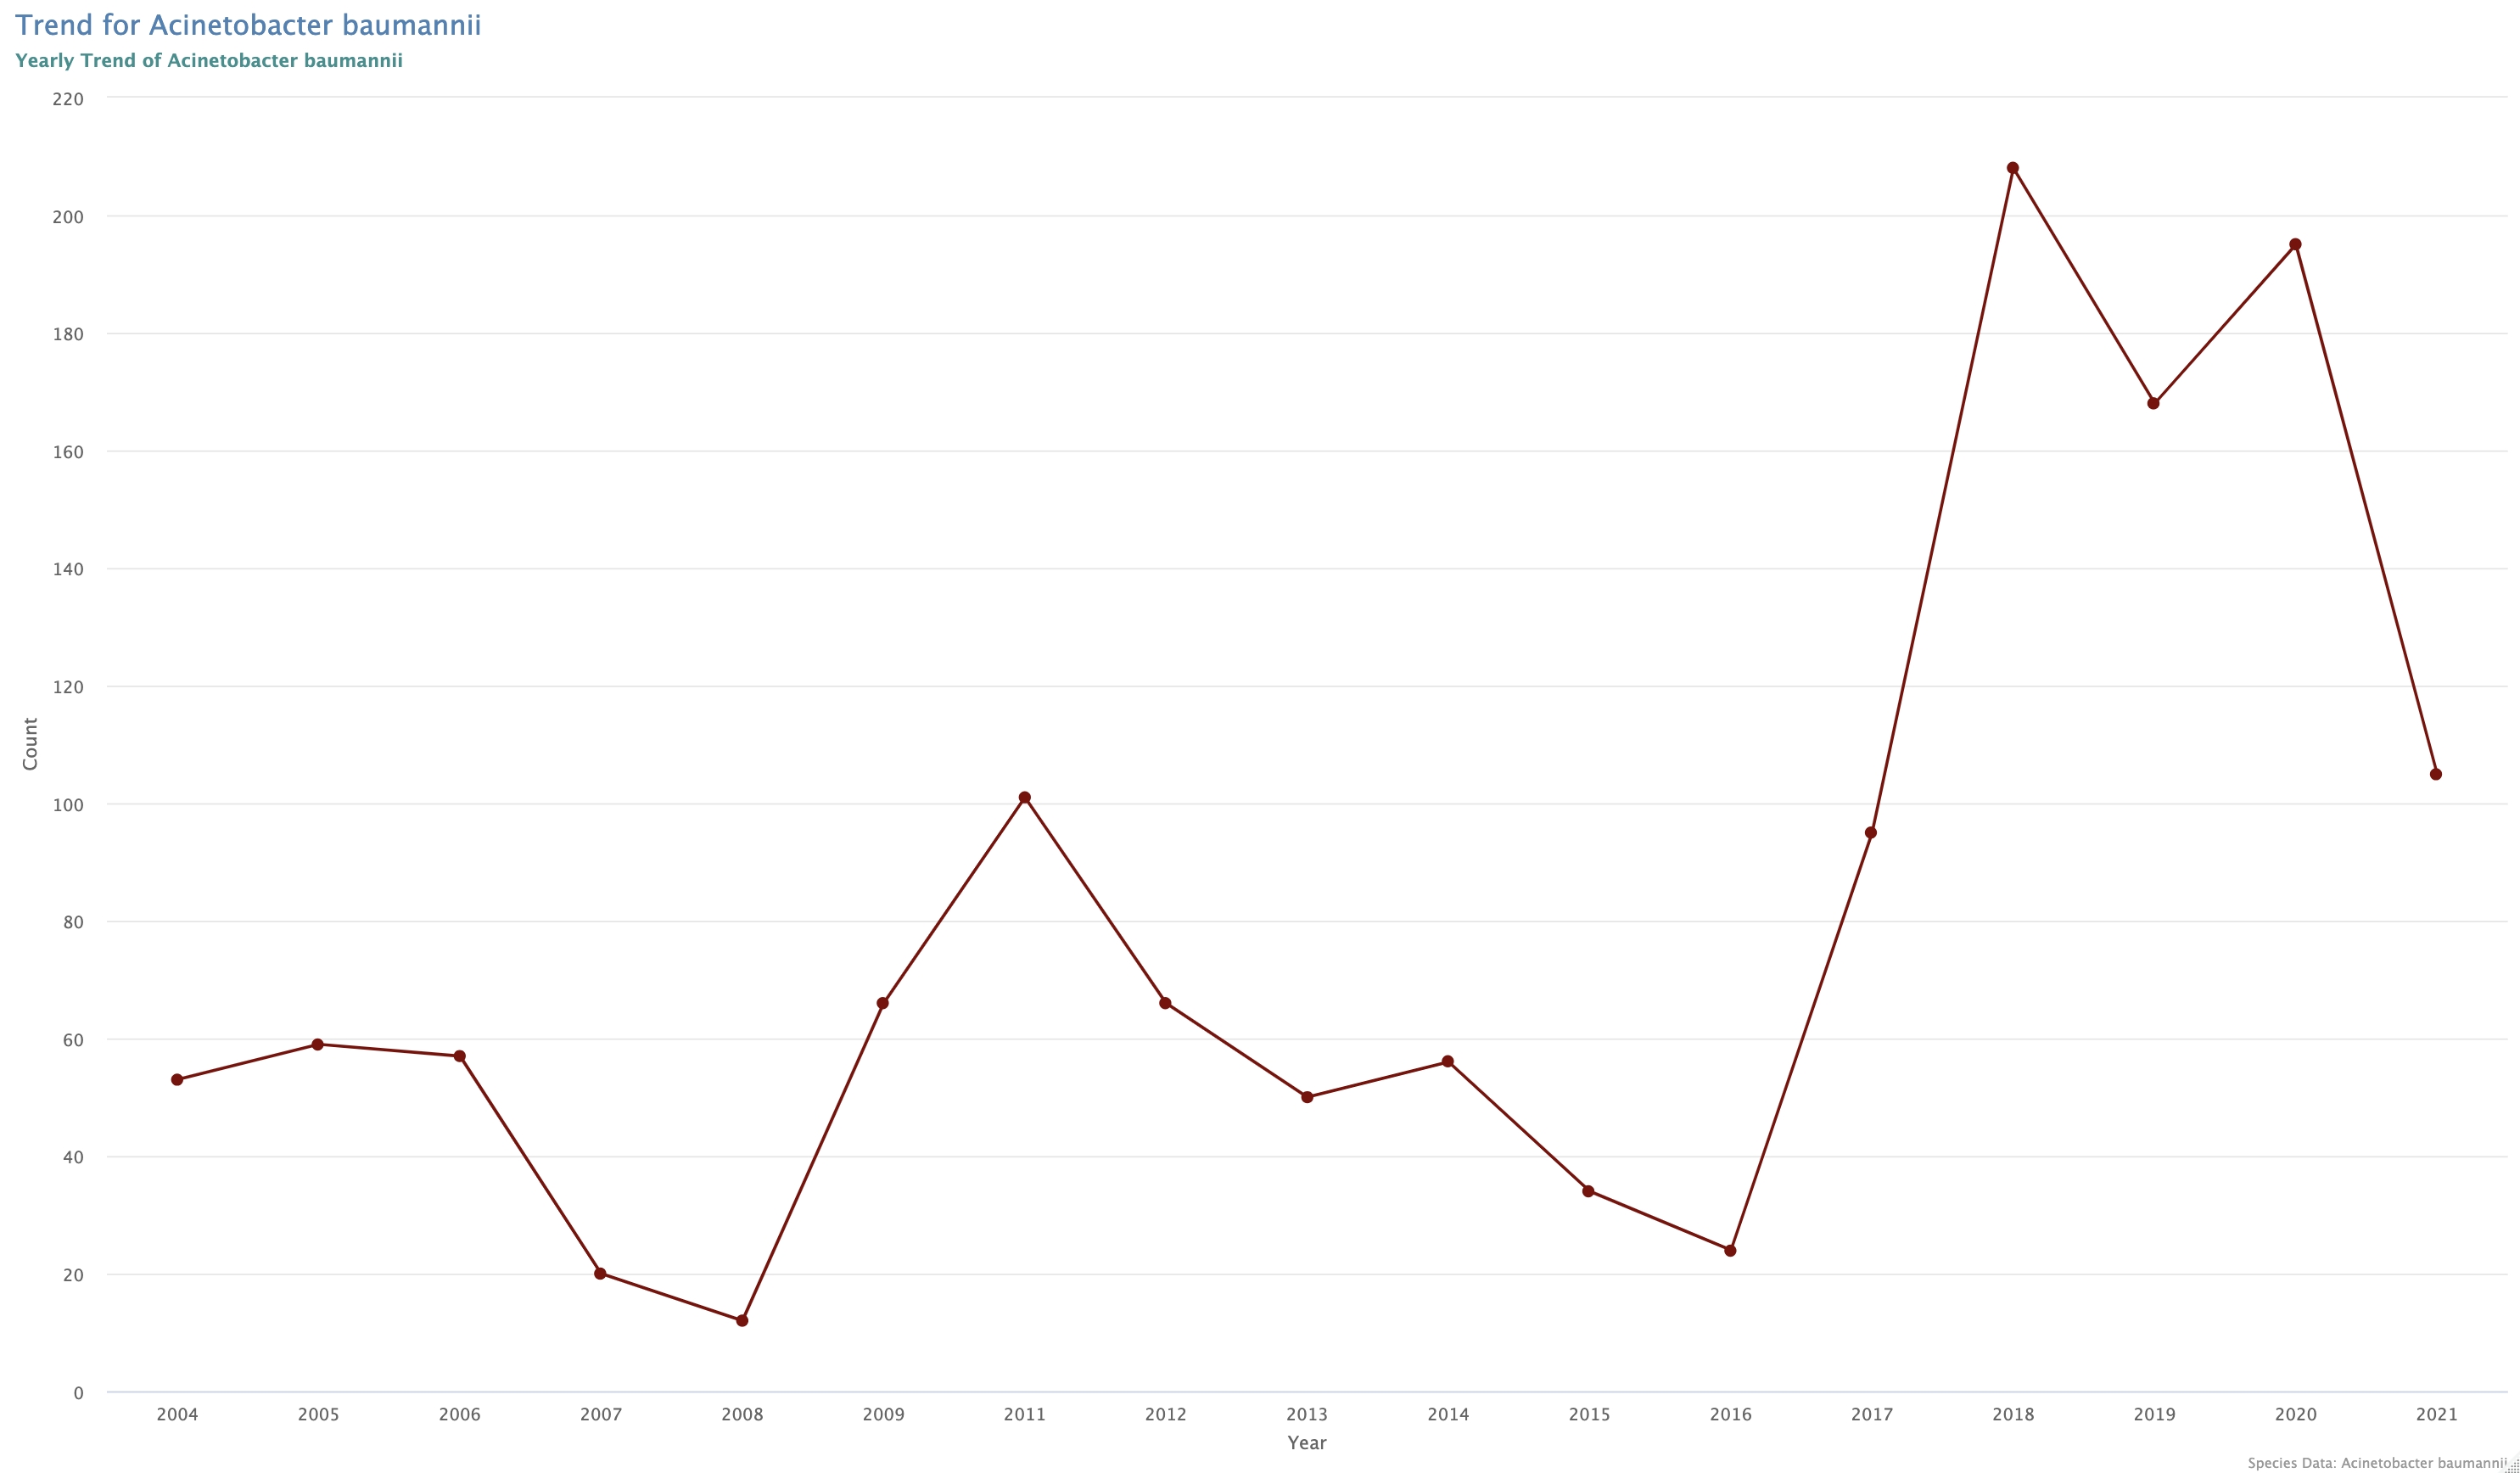 Trend for Acinetobacter baumannii
Yearly Trend of Acinetobacter baumannii
220
200
180
160
140
120
100
80
60
40
20
0
Count
2004 2005 2006 2007 2008 2009 2011 2012 2013 2014 2015 2016 2017 2018 2019 2020 2021
Year
Species Data: Acinetobacter baumannii